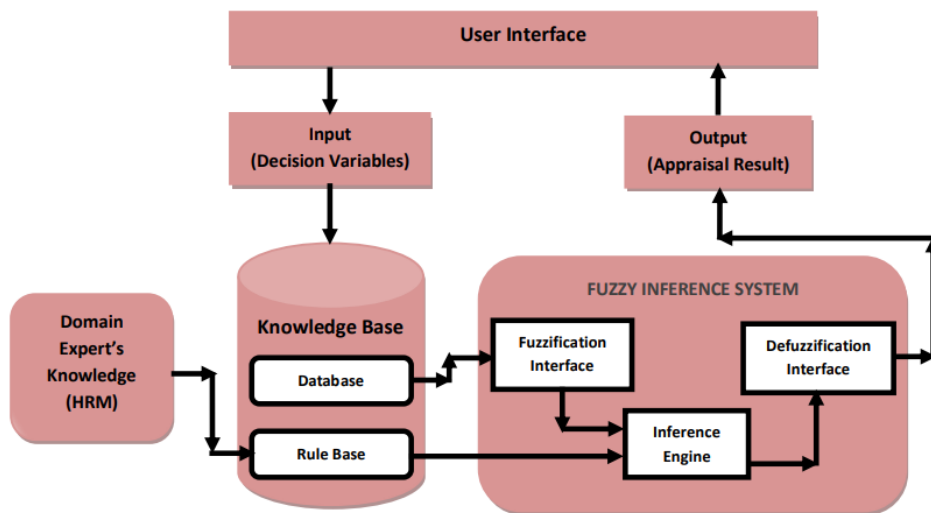 User Interface
Input
(Decision Variables)
Output
(Appraisal Result)
Domain
Expert’s
Knowledge
(HRM)
Knowledge Base
Database
Rule Base
FUZZY INFERENCE SYSTEM
Fuzzification
Interface
Inference
Engine
Defuzzification
Interface